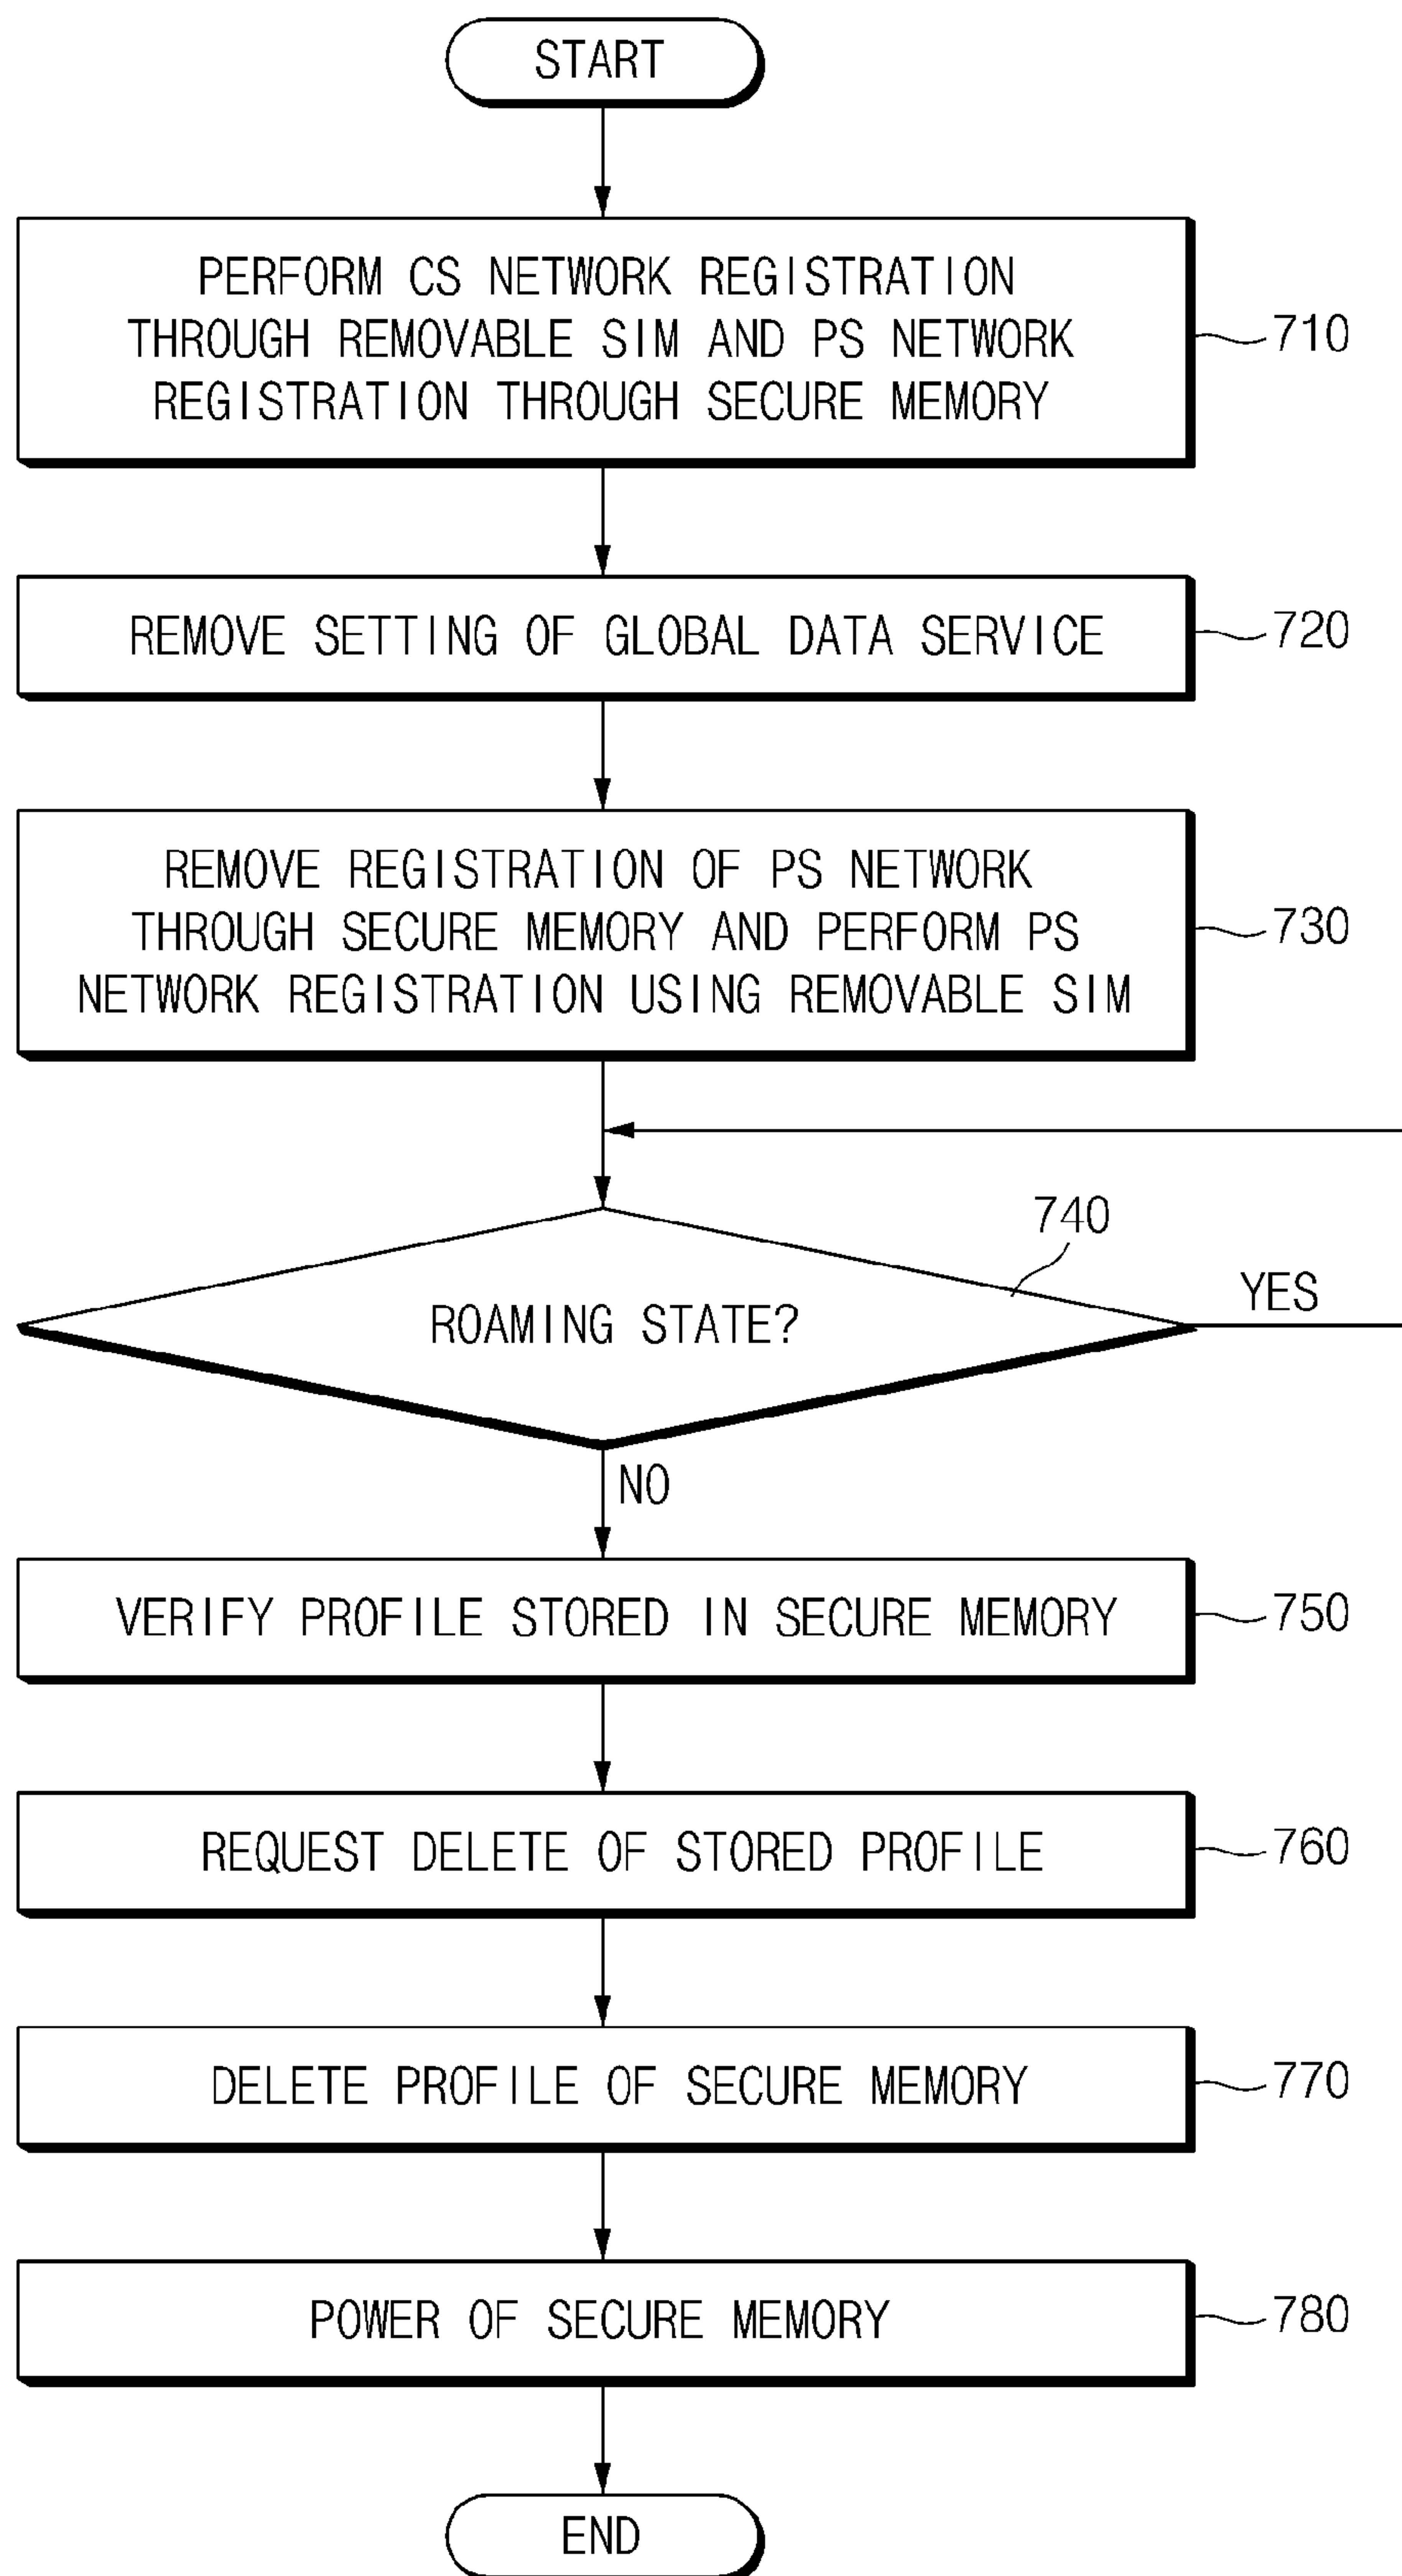 START
PERFORM CS NETWORK REGISTRATION
THROUGH REMOVABLE SIM AND PS NETWORK
REGISTRATION THROUGH SECURE MEMORY
710
REMOVE SETTING OF GLOBAL DATA SERVICE
720
REMOVE REGISTRATION OF PS NETWORK
THROUGH SECURE MEMORY AND PERFORM PS
NETWORK REGISTRATION USING REMOVABLE SIM
730
740
ROAMING STATE?
YES
NO
VERIFY PROFILE STORED IN SECURE MEMORY
750
REQUEST DELETE OF STORED PROFILE
760
DELETE PROFILE OF SECURE MEMORY
770
POWER OF SECURE MEMORY
780
END